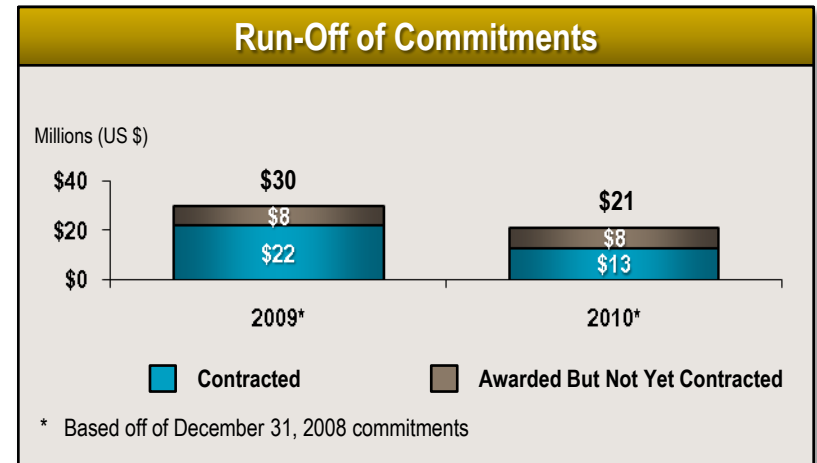 Run-Off of Commitments
Millions (US $)
$40
$30
$21
$20
$8
$8
$22
$13
$0
2009*
2010*
Contracted
Awarded But Not Yet Contracted
* Based off of December 31, 2008 commitments